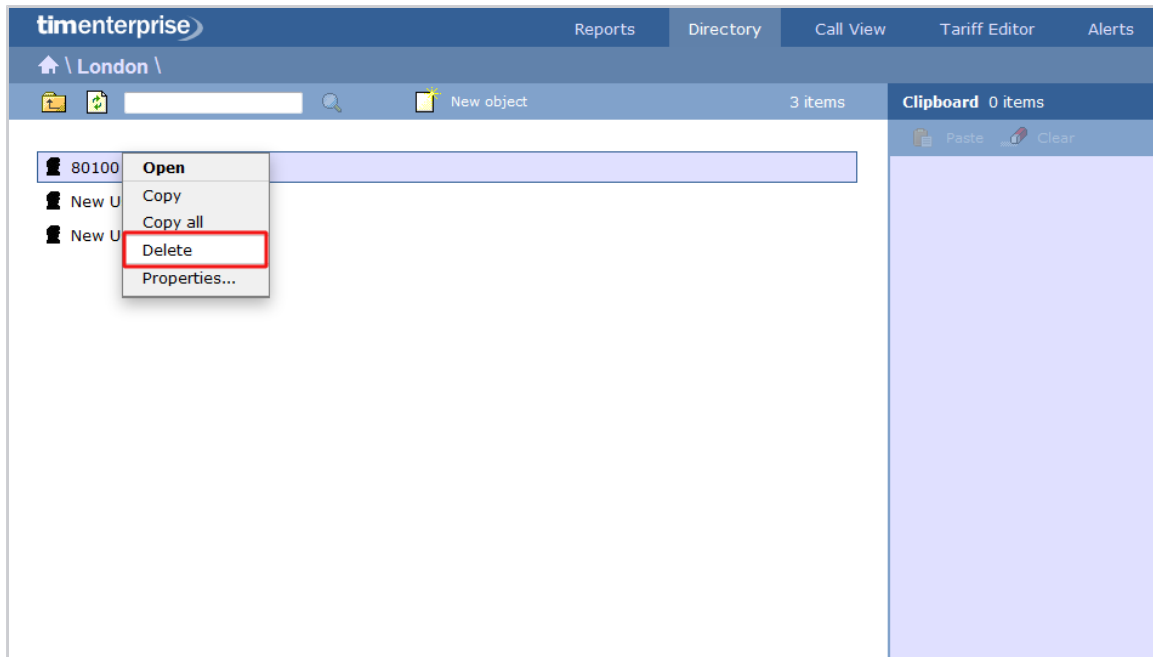 timenterprise
Reports Directory Call View Tariff Editor Alerts
\ London \
New object 3 items Clipboard 0 items
Paste Clear
80100 Open
New U Copy
Copy all
New U Delete
Properties...